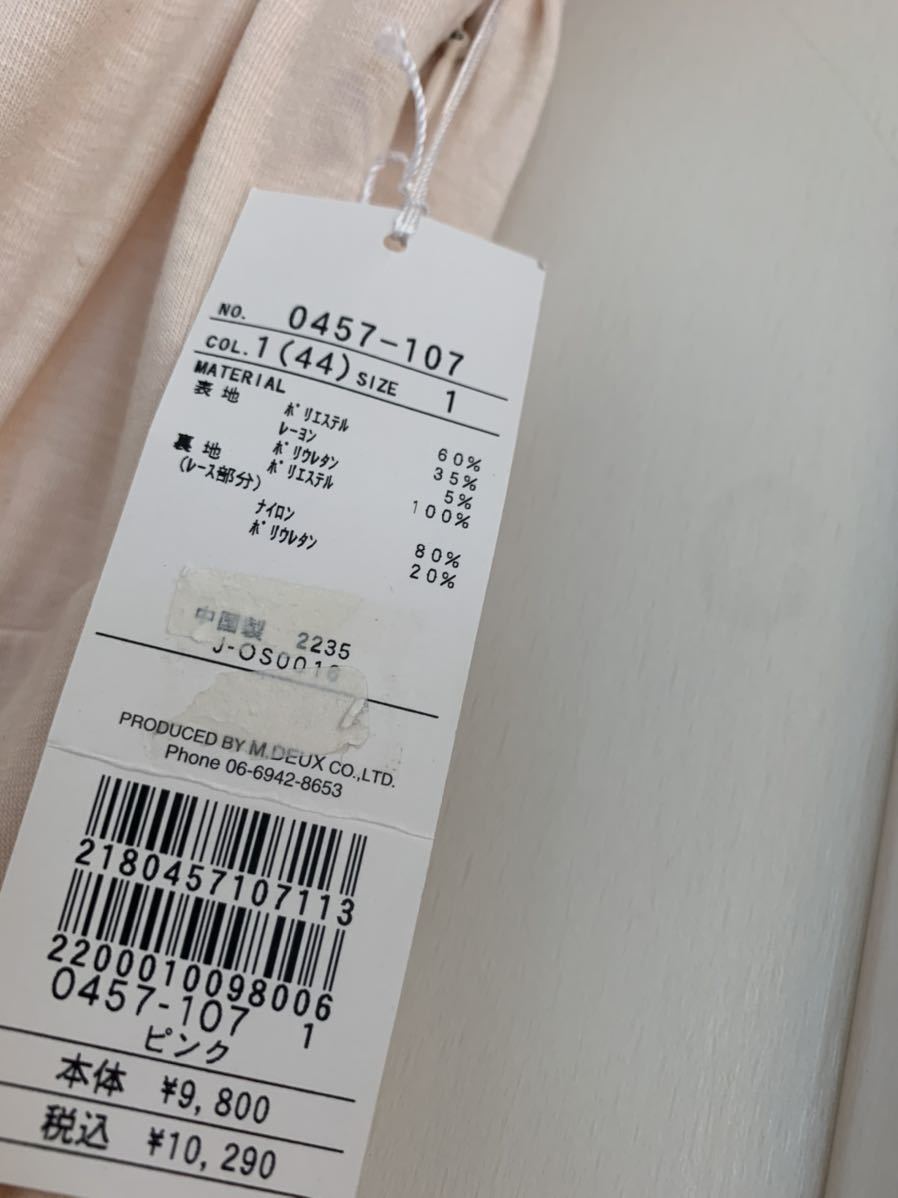 NO. 0457-107
COL. 1(44) SIZE 1
MATERIAL
表地 ﾎﾟﾘｴｽﾃﾙ 60%
ﾚｰﾖﾝ 35%
ﾎﾟﾘｳﾚﾀﾝ 5%
裏地 ﾎﾟﾘｴｽﾃﾙ 100%
(ﾚｰｽ部分)
ﾅｲﾛﾝ 80%
ﾎﾟﾘｳﾚﾀﾝ 20%
中国製 2235
J-OS0016
PRODUCED BY M.DEUX CO.,LTD.
Phone 06-6942-8653
2180457107113
2200010098006
0457-107 1
ピンク
本体 ¥9,800
税込 ¥10,290